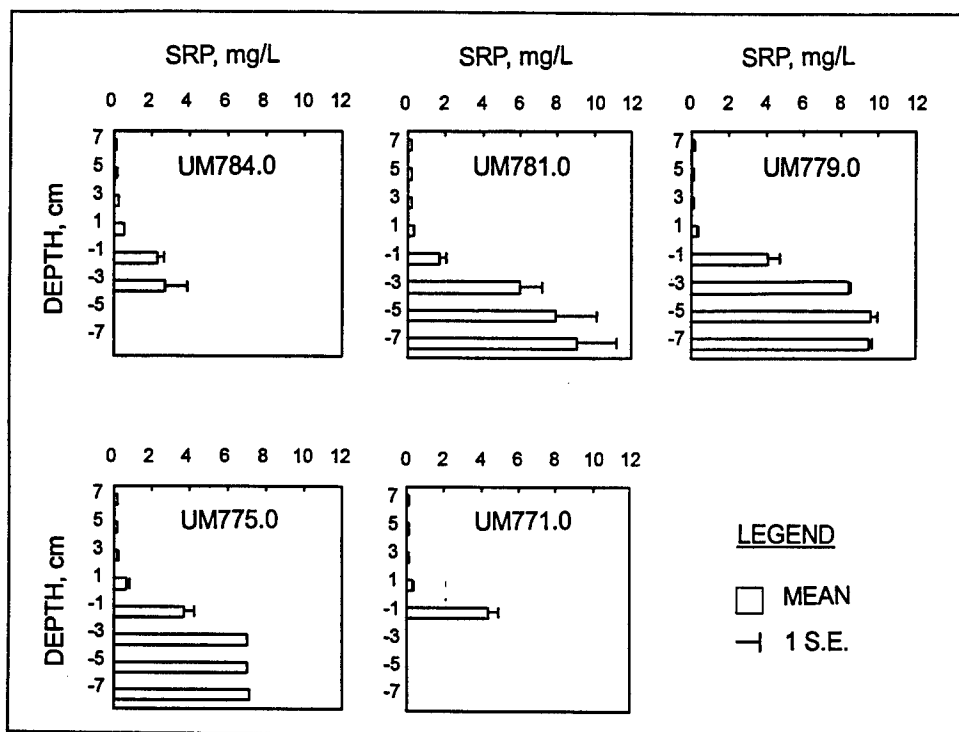 SRP, mg/L SRP, mg/L SRP, mg/L
0 2 4 6 8 10 12 0 2 4 6 8 10 12 0 2 4 6 8 10 12
DEPTH, cm
7 5 3 1 -1 -3 -5 -7
UM784.0
7 5 3 1 -1 -3 -5 -7
UM781.0
7 5 3 1 -1 -3 -5 -7
UM779.0
0 2 4 6 8 10 12 0 2 4 6 8 10 12
DEPTH, cm
7 5 3 1 -1 -3 -5 -7
UM775.0
7 5 3 1 -1 -3 -5 -7
UM771.0
LEGEND
MEAN
1 S.E.